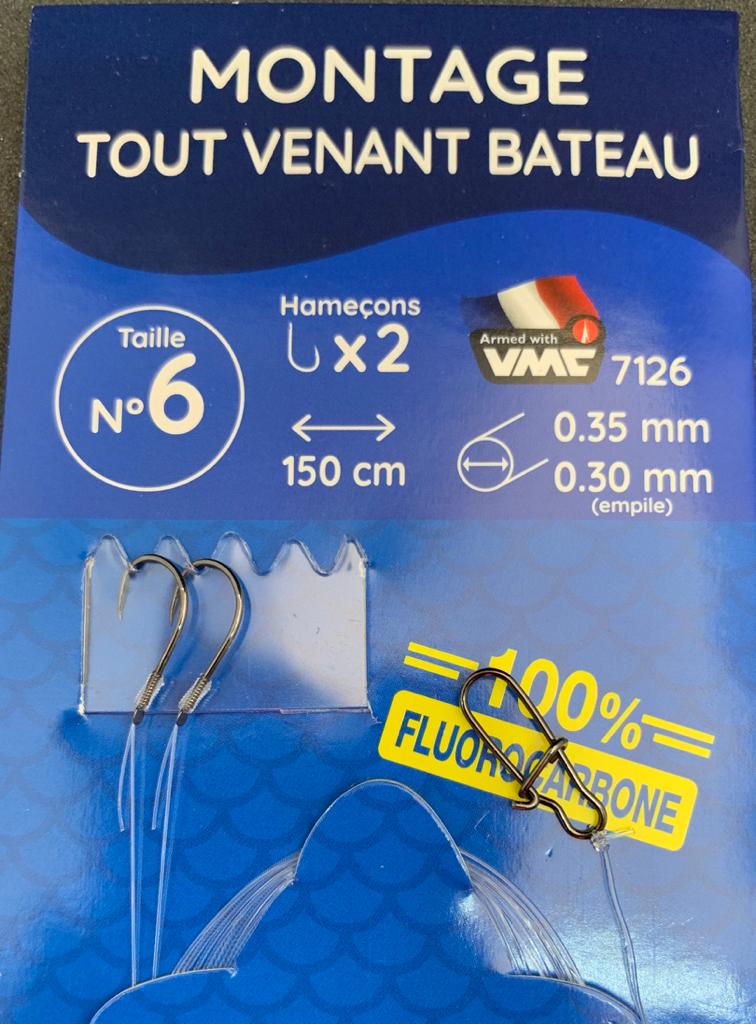 MONTAGE
TOUT VENANT BATEAU
Taille
N°6
Hameçons
x2
150 cm
Armed with
VMC
7126
0.35 mm
0.30 mm
(empile)
100%
FLUOROCARBONE